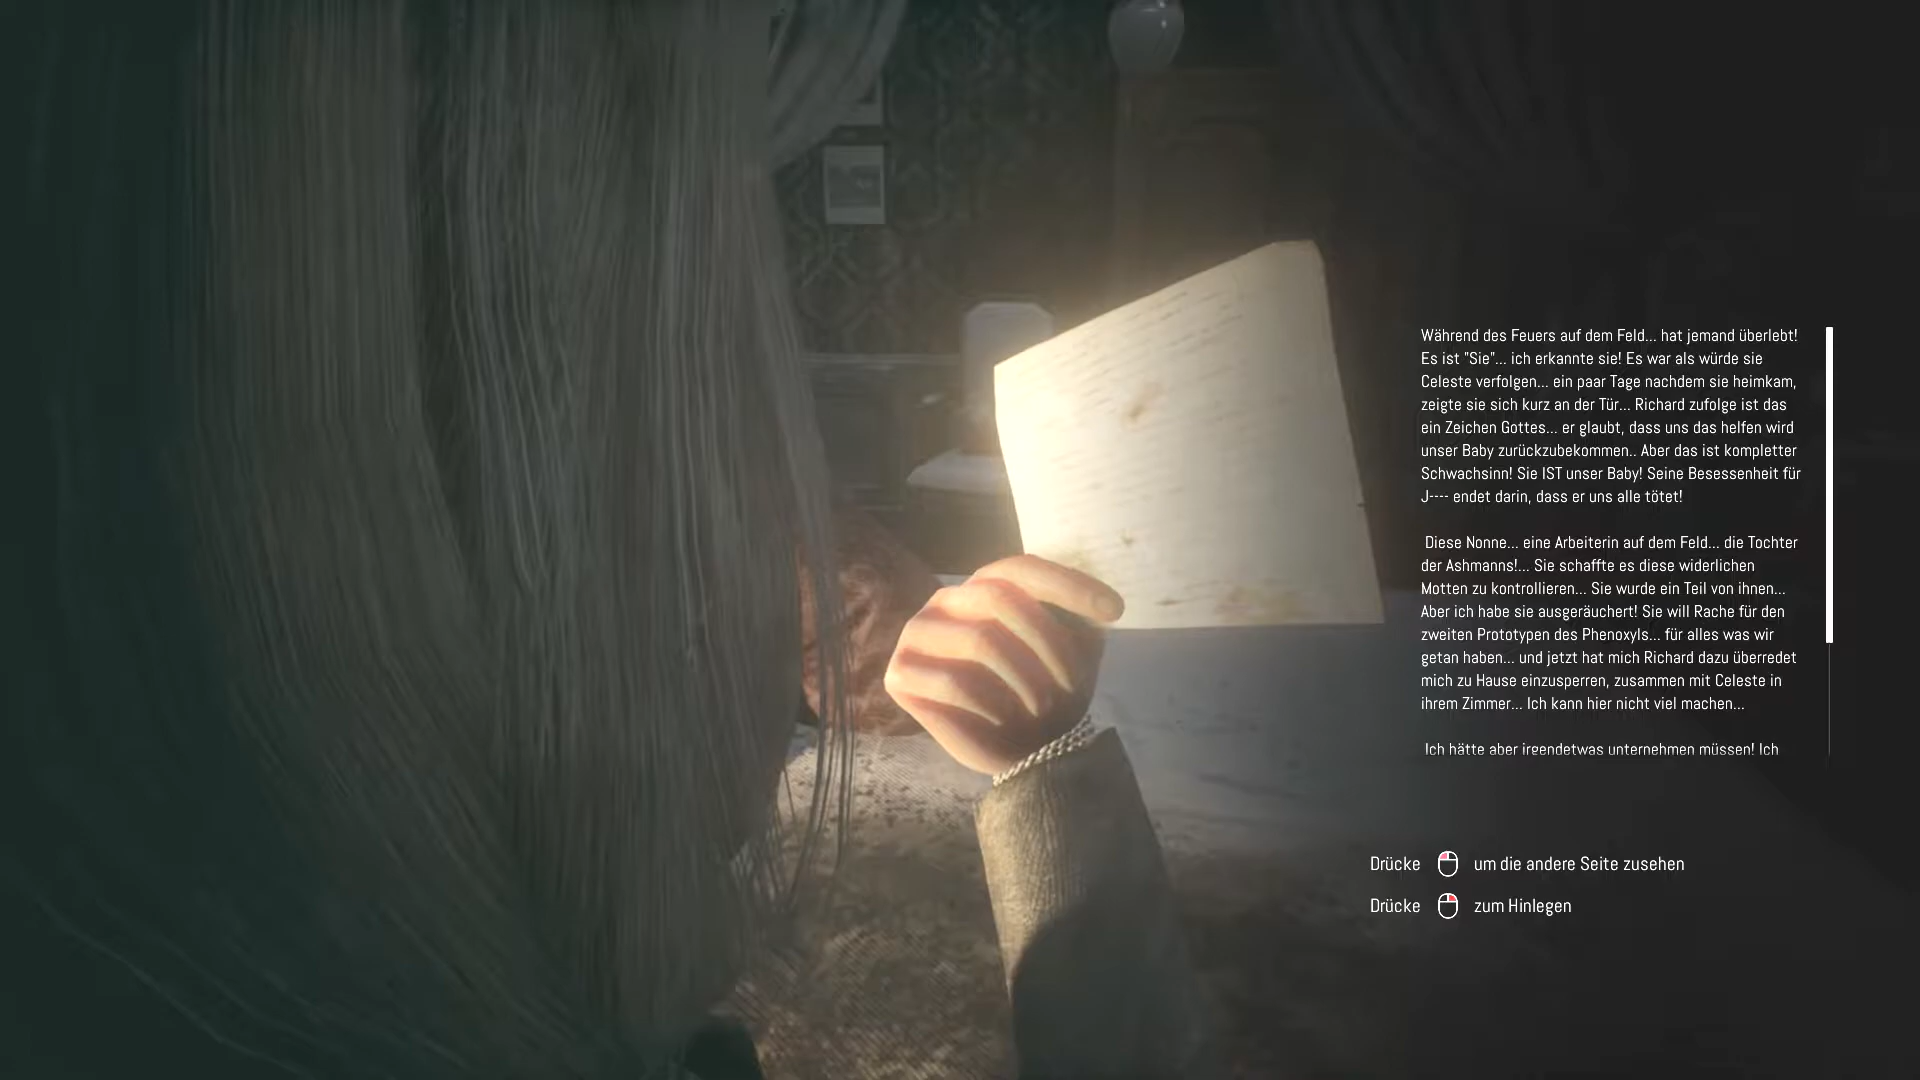 Während des Feuers auf dem Feld... hat jemand überlebt!
Es ist "Sie"... ich erkannte sie! Es war als würde sie
Celeste verfolgen... ein paar Tage nachdem sie heimkam,
zeigte sie sich kurz an der Tür... Richard zufolge ist das
ein Zeichen Gottes... er glaubt, dass uns das helfen wird
unser Baby zurückzubekommen.. Aber das ist kompletter
Schwachsinn! Sie IST unser Baby! Seine Besessenheit für
J---- endet darin, dass er uns alle tötet!
Diese Nonne... eine Arbeiterin auf dem Feld... die Tochter
der Ashmanns!... Sie schaffte es diese widerlichen
Motten zu kontrollieren... Sie wurde ein Teil von ihnen...
Aber ich habe sie ausgeräuchert! Sie will Rache für den
zweiten Prototypen des Phenoxyls... für alles was wir
getan haben... und jetzt hat mich Richard dazu überredet
mich zu Hause einzusperren, zusammen mit Celeste in
ihrem Zimmer... Ich kann hier nicht viel machen...
Ich hätte aber irgendetwas unternehmen müssen! Ich
Drücke um die andere Seite zusehen
Drücke zum Hinlegen